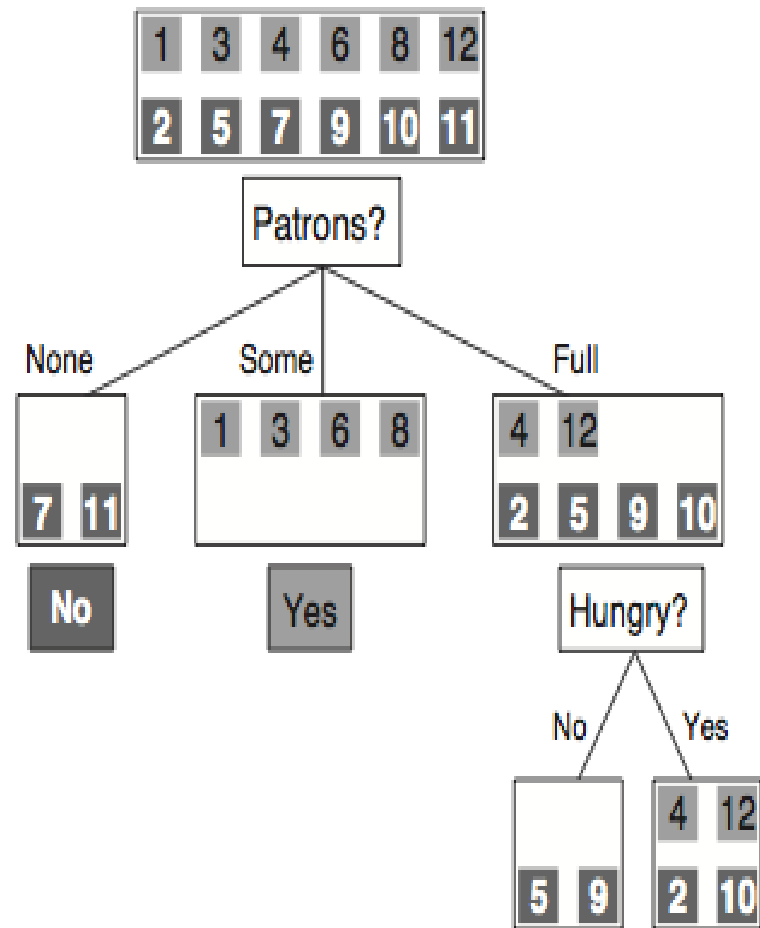 1 3 4 6 8 12
2 5 7 9 10 11
Patrons?
None Some Full
1 3 6 8 4 12
7 11 2 5 9 10
No Yes Hungry?
No Yes
4 12
5 9 2 10